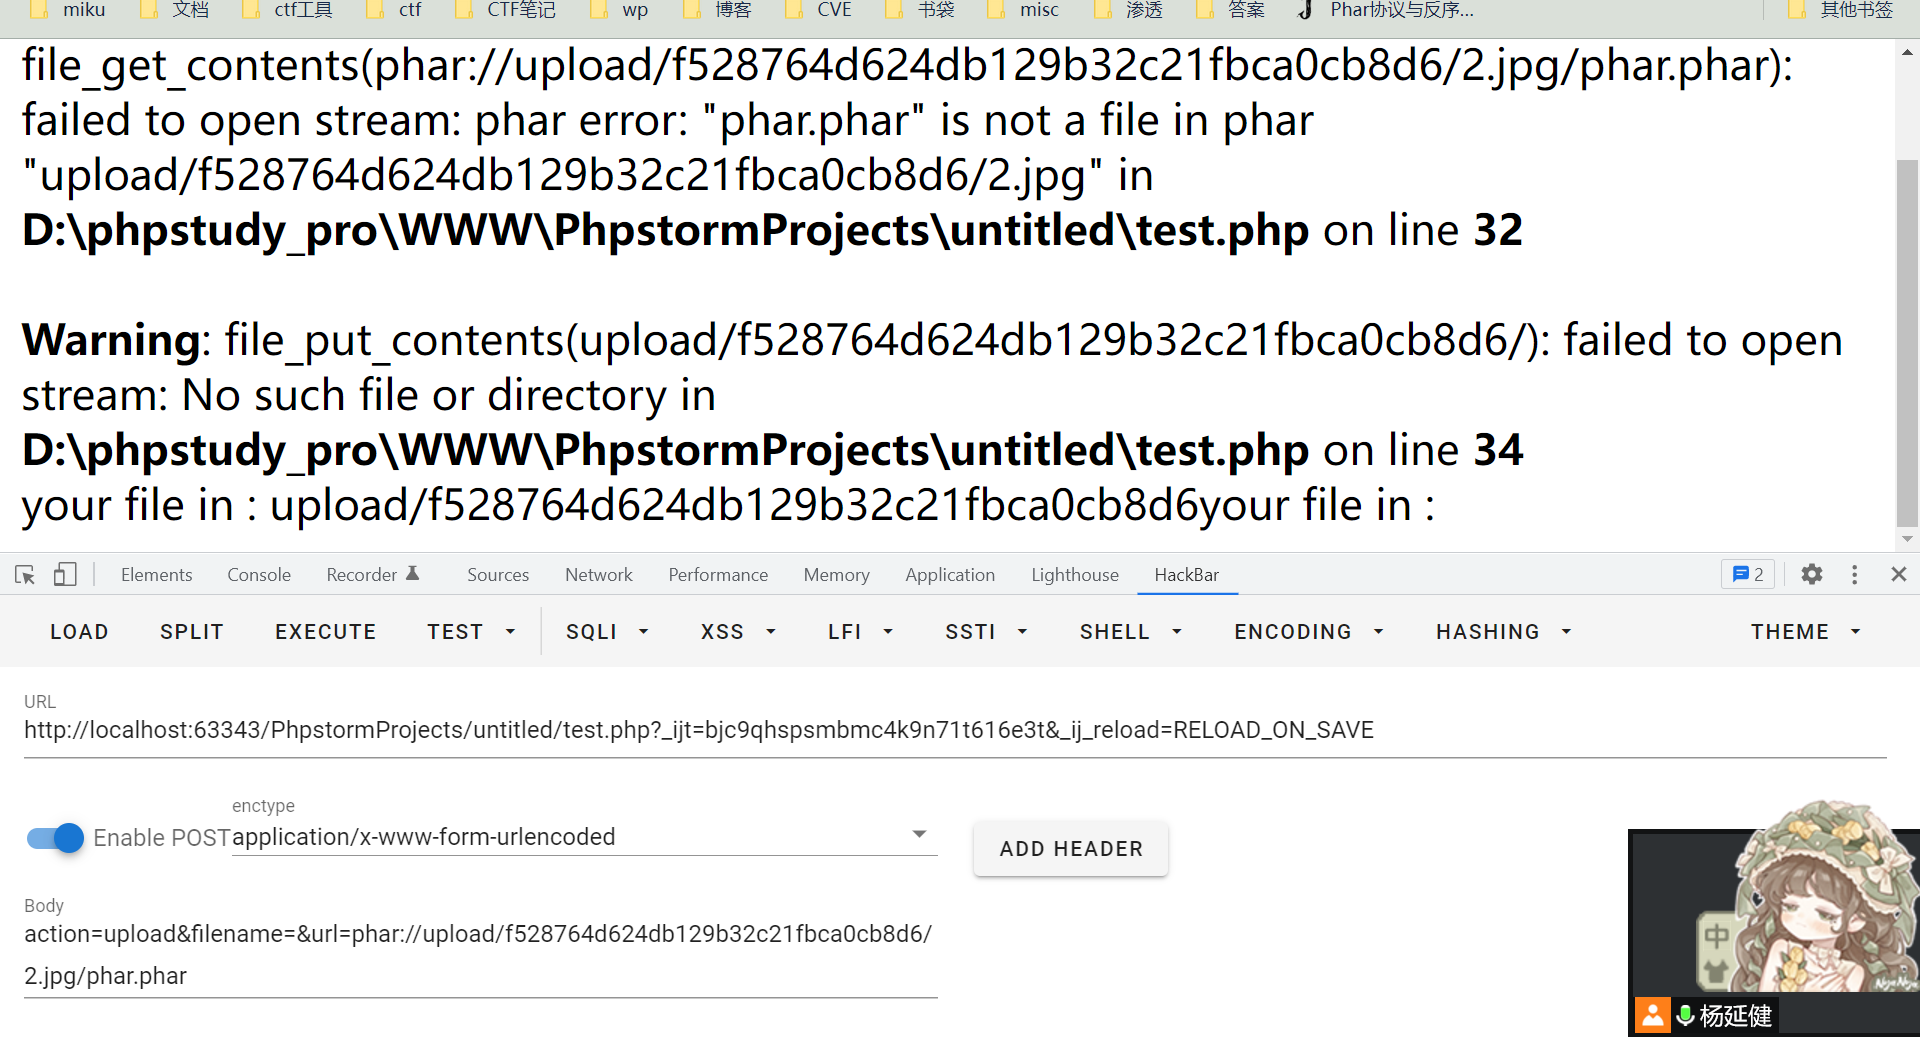 miku 文档 ctf工具 ctf CTF笔记 wp 博客 CVE 书袋 misc 渗透 答案 Phar协议与反序... 其他书签
file_get_contents(phar://upload/f528764d624db129b32c21fbca0cb8d6/2.jpg/phar.phar):
failed to open stream: phar error: "phar.phar" is not a file in phar
"upload/f528764d624db129b32c21fbca0cb8d6/2.jpg" in
D:\phpstudy_pro\WWW\PhpstormProjects\untitled\test.php on line 32
Warning: file_put_contents(upload/f528764d624db129b32c21fbca0cb8d6/): failed to open
stream: No such file or directory in
D:\phpstudy_pro\WWW\PhpstormProjects\untitled\test.php on line 34
your file in : upload/f528764d624db129b32c21fbca0cb8d6your file in :
Elements Console Recorder Sources Network Performance Memory Application Lighthouse HackBar 2
LOAD SPLIT EXECUTE TEST SQLI XSS LFI SSTI SHELL ENCODING HASHING THEME
URL
http://localhost:63343/PhpstormProjects/untitled/test.php?_ijt=bjc9qhspsmbmc4k9n71t616e3t&_ij_reload=RELOAD_ON_SAVE
enctype
Enable POST application/x-www-form-urlencoded
ADD HEADER
Body
action=upload&filename=&url=phar://upload/f528764d624db129b32c21fbca0cb8d6/
2.jpg/phar.phar
中
杨延健